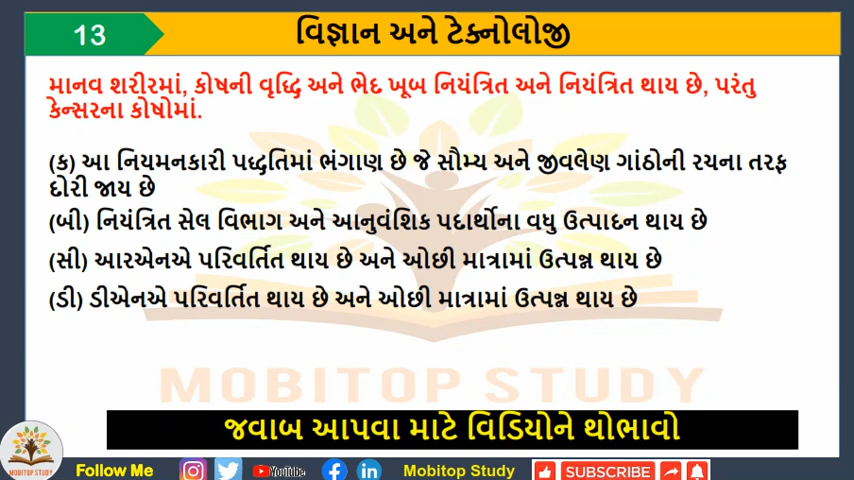 13
વિજ્ઞાન અને ટેક્નોલોજી
માનવ શરીરમાં, કોષની વૃદ્ધિ અને ભેદ ખૂબ નિયંત્રિત અને નિયંત્રિત થાય છે, પરંતુ
કેન્સરના કોષોમાં.
(ક) આ નિયમનકારી પદ્ધતિમાં ભંગાણ છે જે સૌમ્ય અને જીવલેણ ગાંઠોની રચના તરફ
દોરી જાય છે
(બી) નિયંત્રિત સેલ વિભાગ અને આનુવંશિક પદાર્થોના વધુ ઉત્પાદન થાય છે
(સી) આરએનએ પરિવર્તિત થાય છે અને ઓછી માત્રામાં ઉત્પન્ન થાય છે
(ડી) ડીએનએ પરિવર્તિત થાય છે અને ઓછી માત્રામાં ઉત્પન્ન થાય છે
MOBITOP STUDY
જવાબ આપવા માટે વિડિયોને થોભાવો
MOBITOP STUDY
Follow Me
YouTube
Mobitop Study
SUBSCRIBE